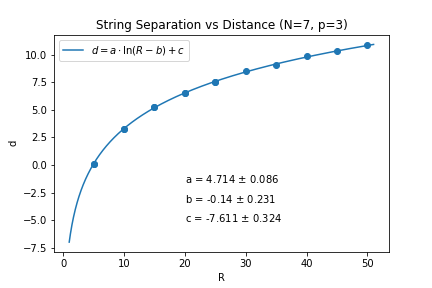 String Separation vs Distance (N=7, p=3)
d = a · ln(R − b) + c
10.0
7.5
5.0
2.5
0.0
−2.5
−5.0
−7.5
d
a = 4.714 ± 0.086
b = -0.14 ± 0.231
c = -7.611 ± 0.324
0 10 20 30 40 50
R